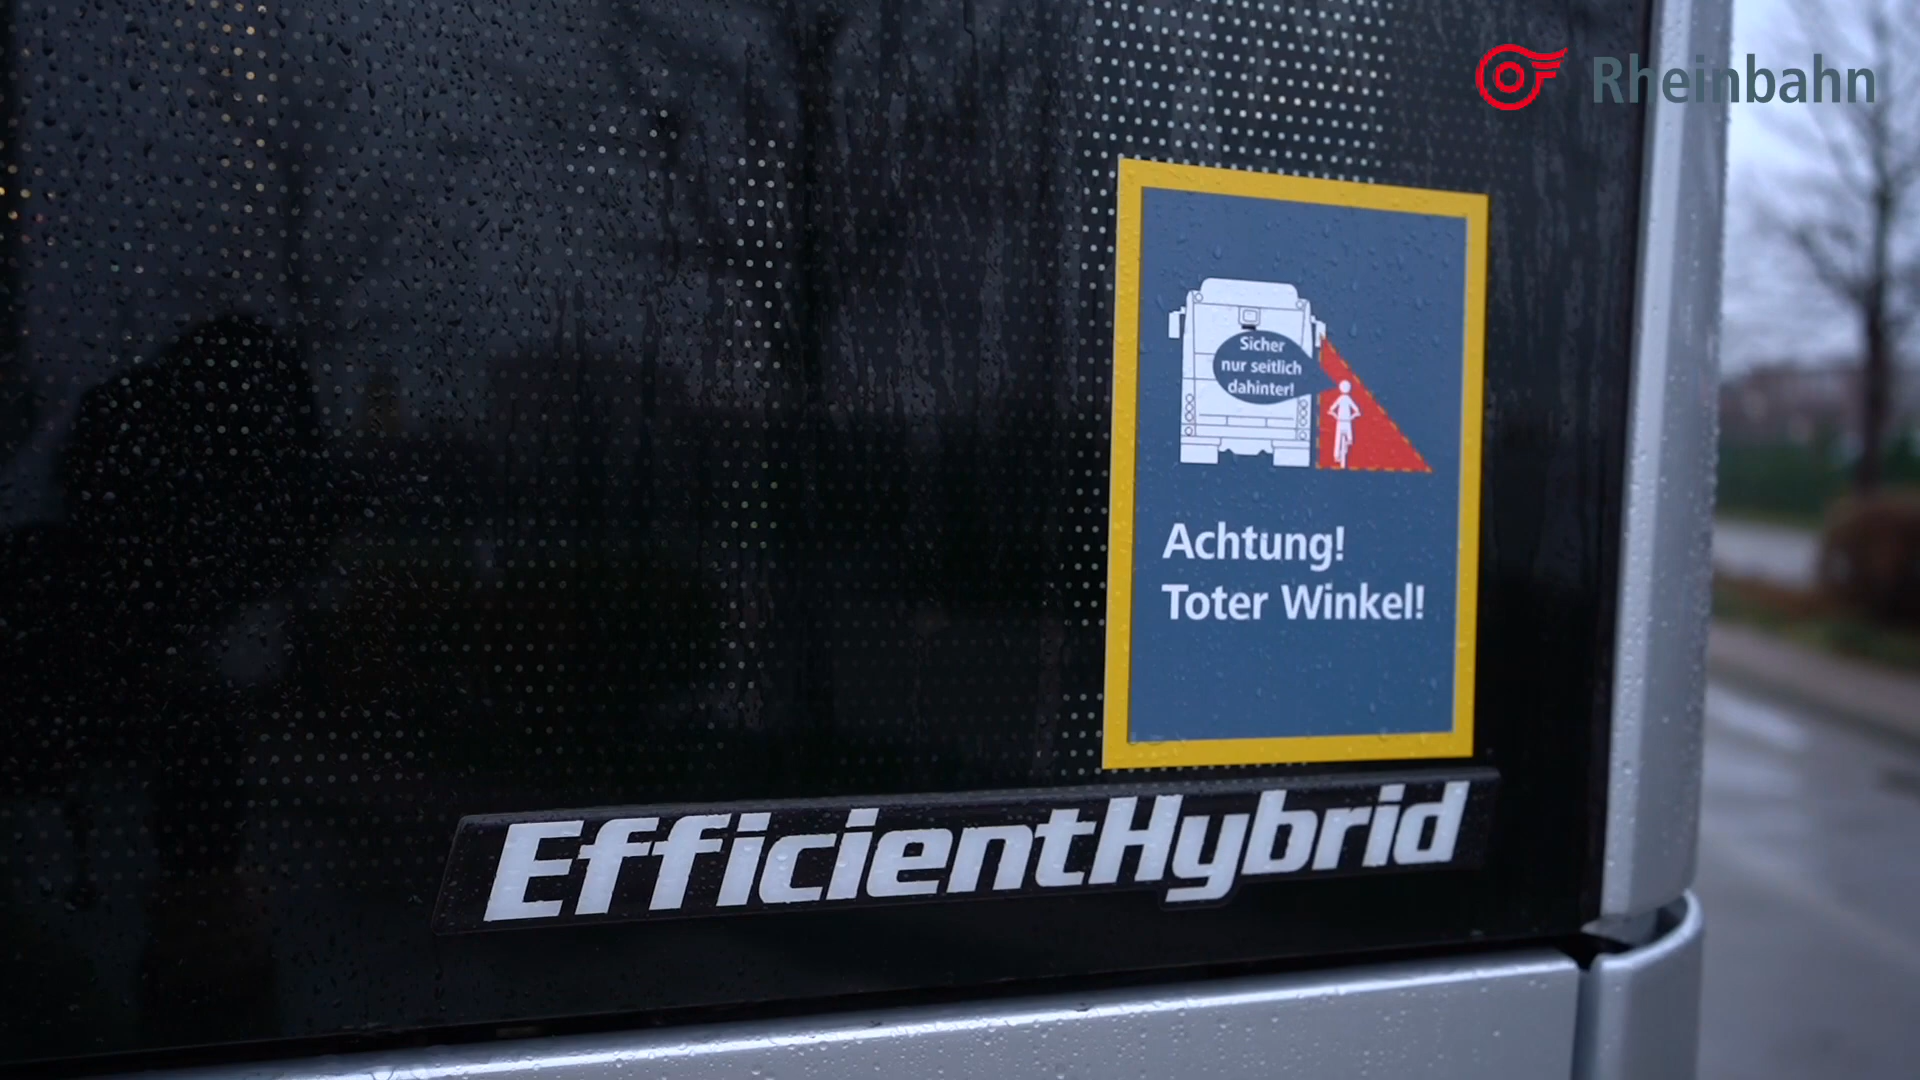 Rheinbahn
Sicher
nur seitlich
dahinter!
Achtung!
Toter Winkel!
EfficientHybrid